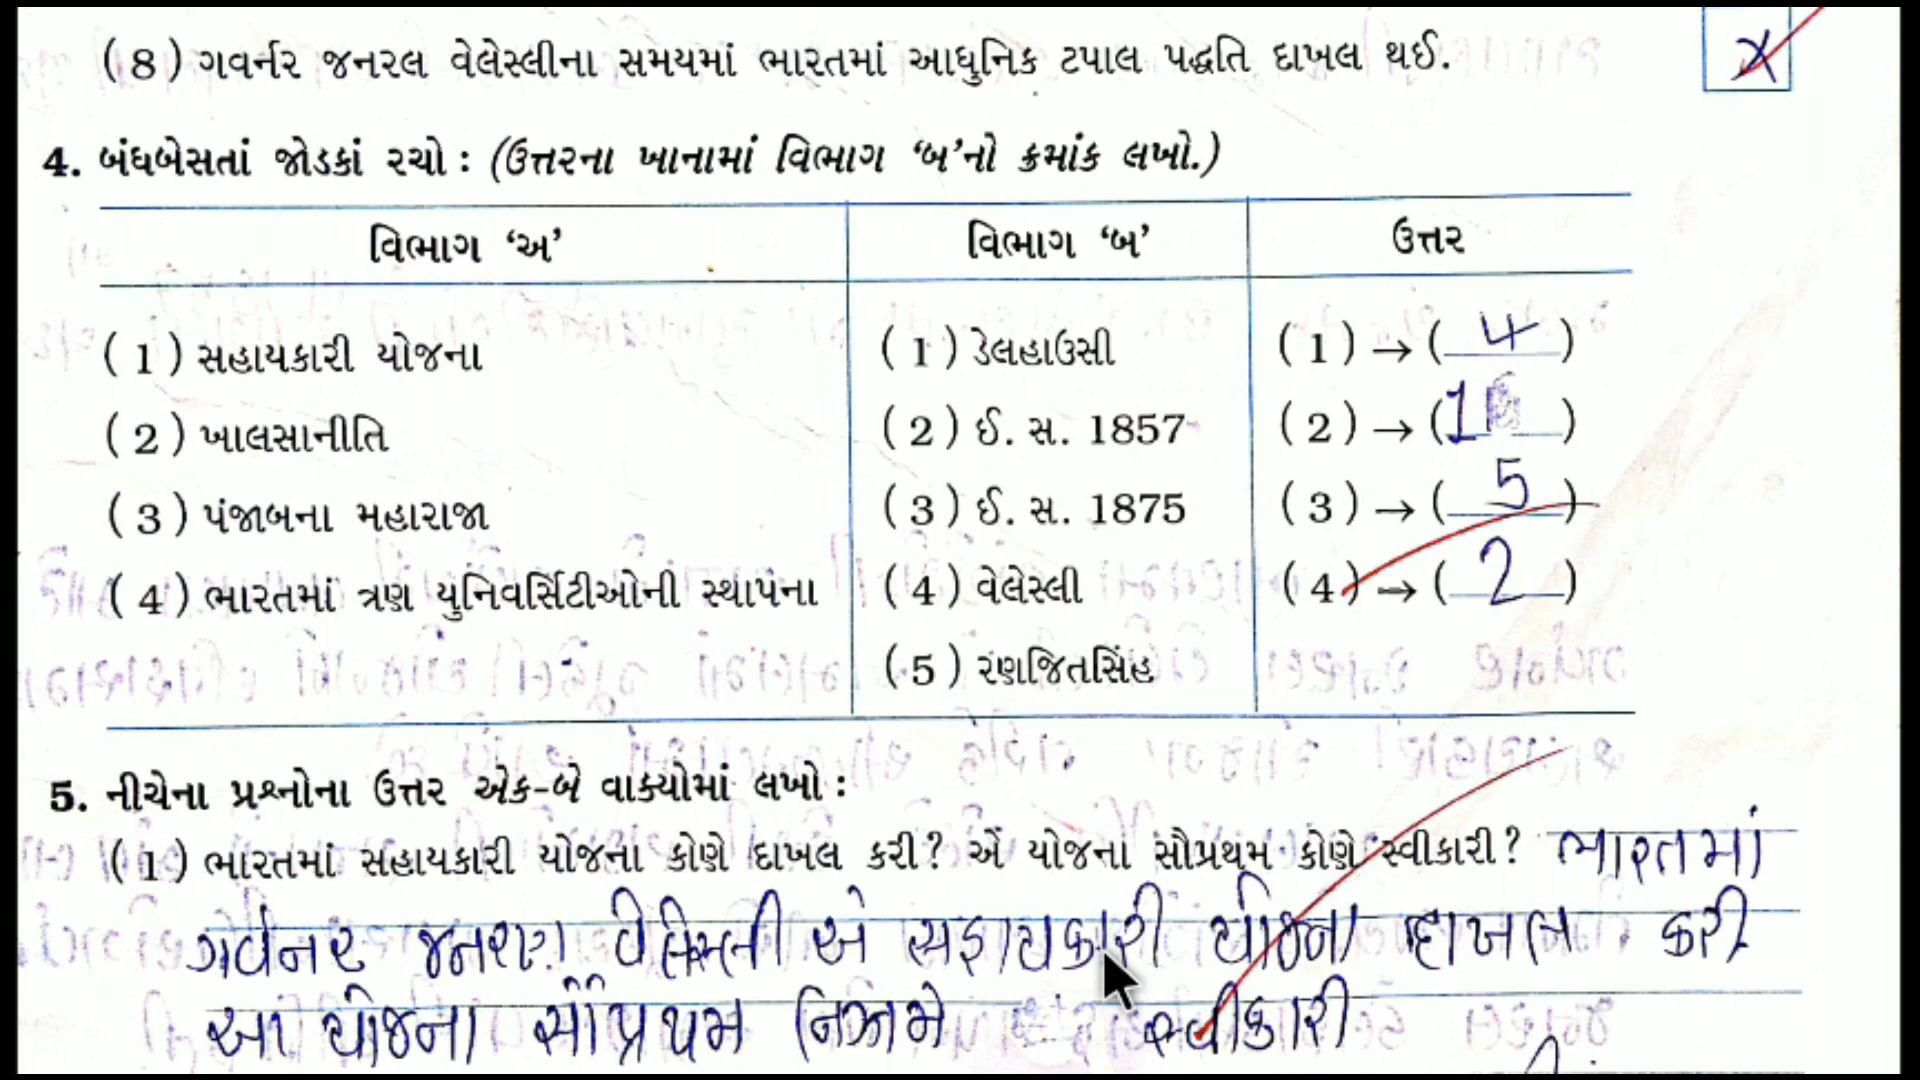 (8) ગવર્નર જનરલ વેલેસ્લીના સમયમાં ભારતમાં આધુનિક ટપાલ પદ્ધતિ દાખલ થઈ. X
4. બંધબેસતાં જોડકાં રચો : (ઉત્તરના ખાનામાં વિભાગ ‘બ’નો ક્રમાંક લખો.)
વિભાગ ‘અ’ વિભાગ ‘બ’ ઉત્તર
(1) સહાયકારી યોજના (1) ડેલહાઉસી (1) → (4)
(2) ખાલસાનીતિ (2) ઈ. સ. 1857 (2) → (1)
(3) પંજાબના મહારાજા (3) ઈ. સ. 1875 (3) → (5)
(4) ભારતમાં ત્રણ યુનિવર્સિટીઓની સ્થાપના (4) વેલેસ્લી (4) → (2)
(5) રણજિતસિંહ
5. નીચેના પ્રશ્નોના ઉત્તર એક-બે વાક્યોમાં લખો :
(1) ભારતમાં સહાયકારી યોજના કોણે દાખલ કરી? એ યોજના સૌપ્રથમ કોણે સ્વીકારી? ભારતમાં
ગર્વનર જનરલ એ સહાયકારી યોજના દાખલ કરી
આ યોજના સૌપ્રથમ નિઝામે સ્વીકારી